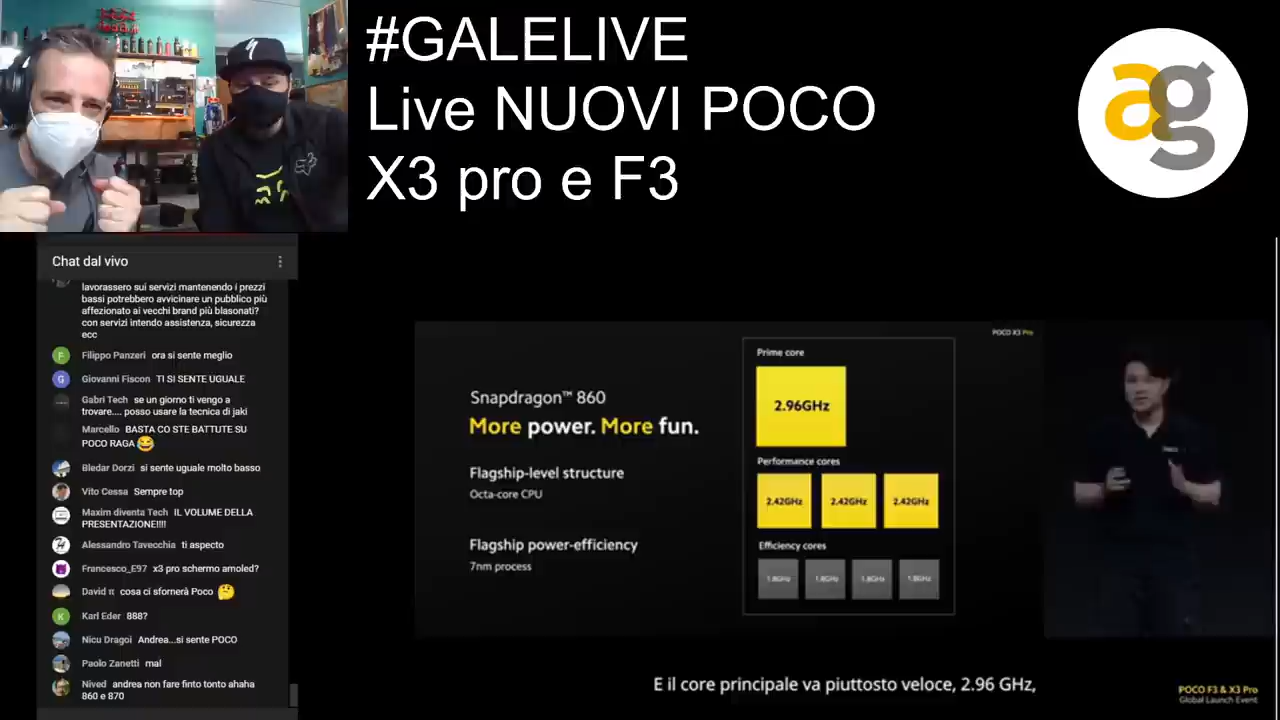 #GALELIVE
Live NUOVI POCO
X3 pro e F3
ag
Chat dal vivo
lavorassero sui servizi mantenendo i prezzi
bassi potrebbero avvicinare un pubblico più
affezionato ai vecchi brand più blasonati?
con servizi intendo assistenza, sicurezza
ecc
F Filippo Panzeri ora si sente meglio
G Giovanni Fiscon TI SI SENTE UGUALE
Gabri Tech se un giorno ti vengo a
trovare.... posso usare la tecnica di jaki
Marcello BASTA CO STE BATTUTE SU
POCO RAGA 😂
Bledar Dorzi si sente uguale molto basso
Vito Cessa Sempre top
Maxim diventa Tech IL VOLUME DELLA
PRESENTAZIONE!!!!
Alessandro Tavecchia ti aspecto
Francesco_E97 x3 pro schermo amoled?
David π cosa ci sfornerà Poco 🤔
K Karl Eder 888?
Nicu Dragoi Andrea...si sente POCO
Paolo Zanetti mal
Nived andrea non fare finto tonto ahaha
860 e 870
POCO X3 Pro
Snapdragon™ 860
More power. More fun.
Flagship-level structure
Octa-core CPU
Flagship power-efficiency
7nm process
Prime core
2.96GHz
Performance cores
2.42GHz 2.42GHz 2.42GHz
Efficiency cores
1.8GHz 1.8GHz 1.8GHz 1.8GHz
E il core principale va piuttosto veloce, 2.96 GHz,
POCO F3 & X3 Pro
Global Launch Event